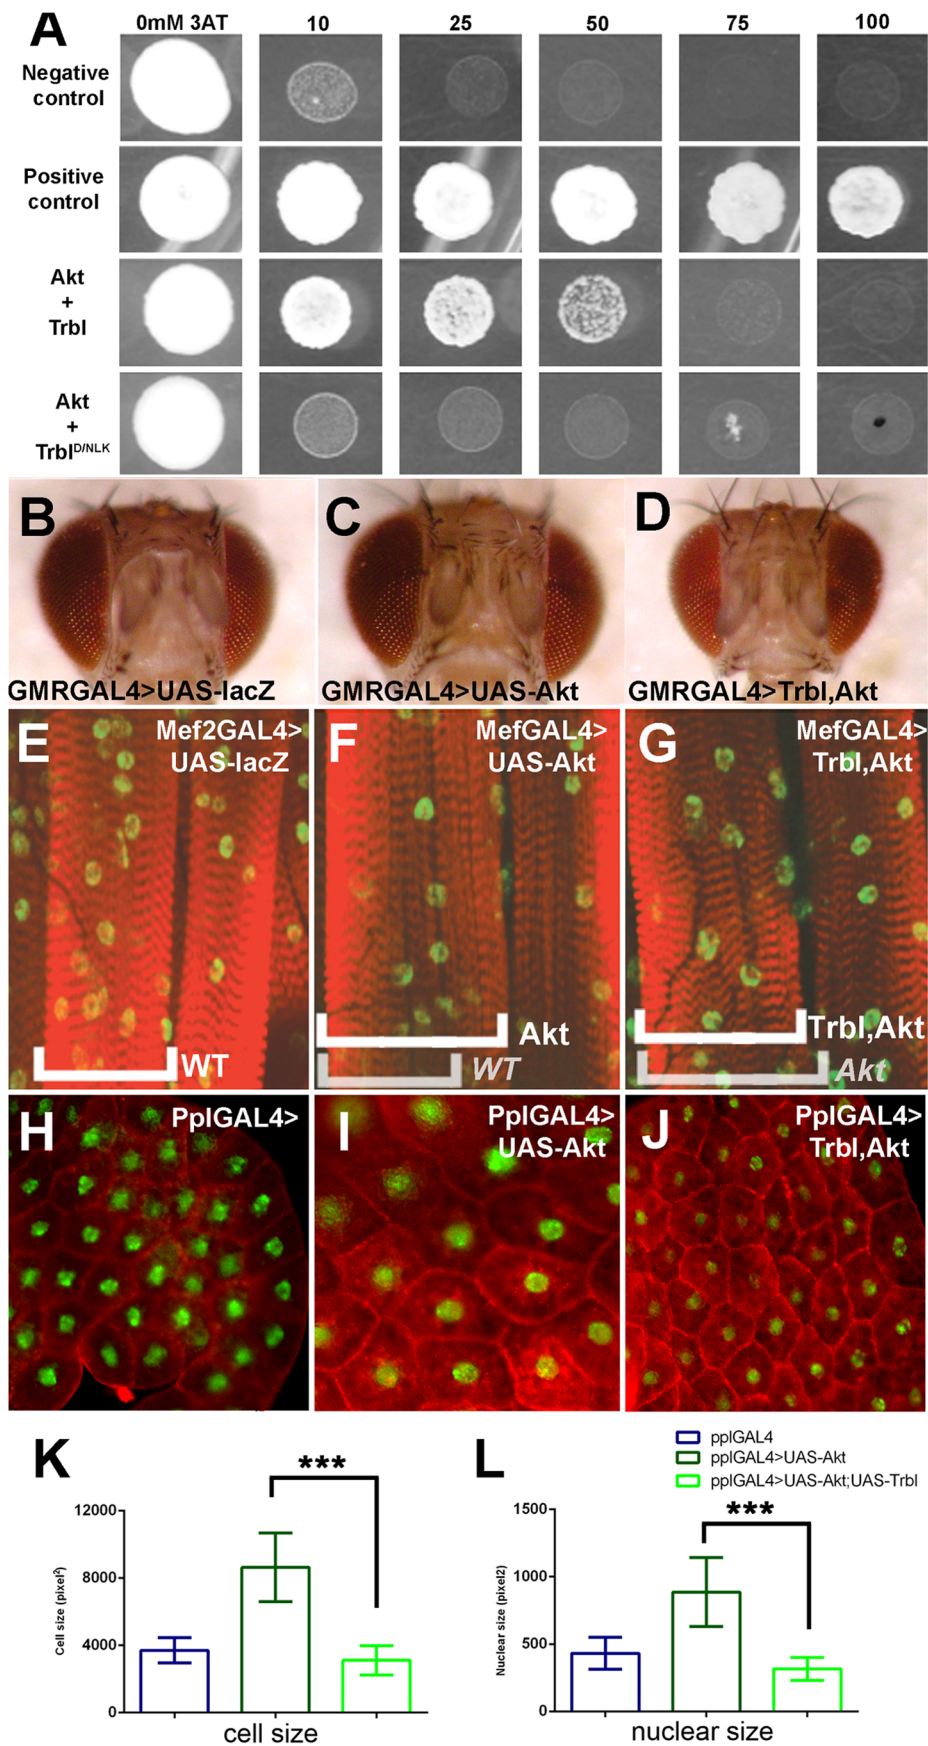 A
0mM 3AT 10 25 50 75 100
Negative
control
Positive
control
Akt
+
Trbl
Akt
+
Trbl^D/NLK
B
GMRGAL4>UAS-lacZ
C
GMRGAL4>UAS-Akt
D
GMRGAL4>Trbl,Akt
E
Mef2GAL4>
UAS-lacZ
WT
F
MefGAL4>
UAS-Akt
Akt
WT
G
MefGAL4>
Trbl,Akt
Trbl,Akt
Akt
H
PplGAL4>
I
PplGAL4>
UAS-Akt
J
PplGAL4>
Trbl,Akt
K
***
12000
8000
4000
0
Cell size (pixel²)
cell size
L
pplGAL4
pplGAL4>UAS-Akt
pplGAL4>UAS-Akt;UAS-Trbl
***
1500
1000
500
0
Nuclear size (pixel2)
nuclear size